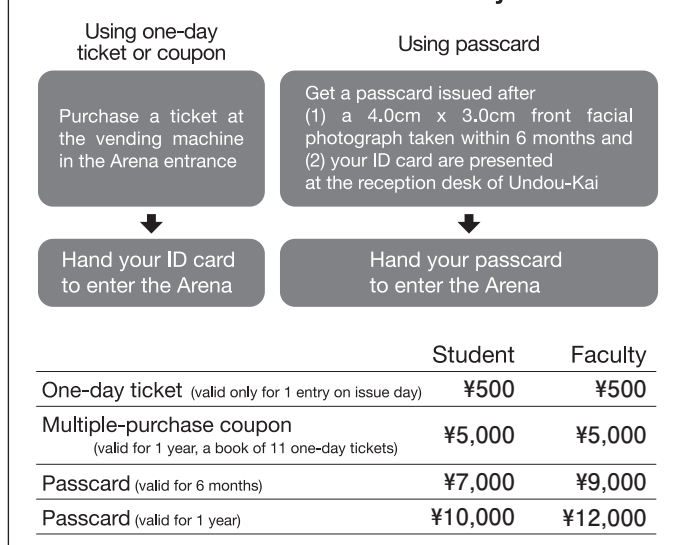 Using one-day
ticket or coupon
Using passcard
Purchase a ticket at
the vending machine
in the Arena entrance
Get a passcard issued after
(1) a 4.0cm x 3.0cm front facial
photograph taken within 6 months and
(2) your ID card are presented
at the reception desk of Undou-Kai
Hand your ID card
to enter the Arena
Hand your passcard
to enter the Arena
Student Faculty
One-day ticket (valid only for 1 entry on issue day) ¥500 ¥500
Multiple-purchase coupon
(valid for 1 year, a book of 11 one-day tickets) ¥5,000 ¥5,000
Passcard (valid for 6 months) ¥7,000 ¥9,000
Passcard (valid for 1 year) ¥10,000 ¥12,000